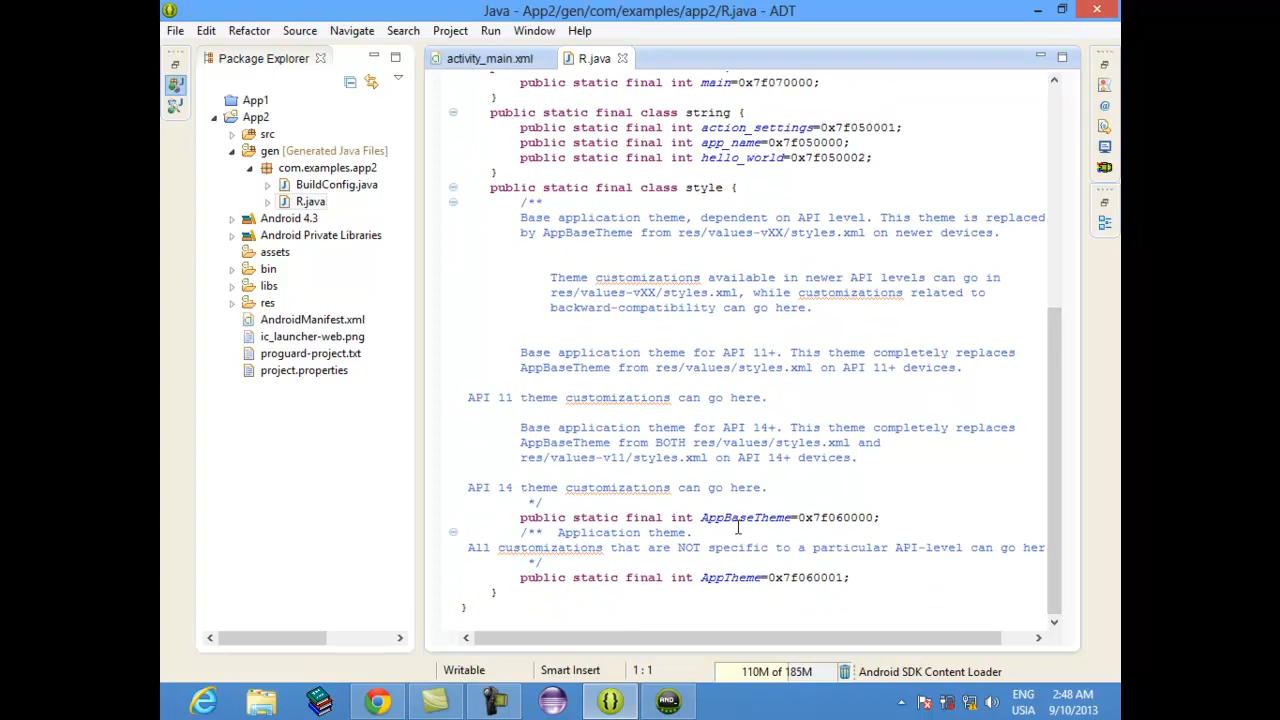 Java - App2/gen/com/examples/app2/R.java - ADT
File Edit Refactor Source Navigate Search Project Run Window Help
Package Explorer
activity_main.xml
R.java
App1
App2
src
gen [Generated Java Files]
com.examples.app2
BuildConfig.java
R.java
Android 4.3
Android Private Libraries
assets
bin
libs
res
AndroidManifest.xml
ic_launcher-web.png
proguard-project.txt
project.properties
public static final int main=0x7f070000;
}
public static final class string {
public static final int action_settings=0x7f050001;
public static final int app_name=0x7f050000;
public static final int hello_world=0x7f050002;
}
public static final class style {
/**
Base application theme, dependent on API level. This theme is replaced
by AppBaseTheme from res/values-vXX/styles.xml on newer devices.
Theme customizations available in newer API levels can go in
res/values-vXX/styles.xml, while customizations related to
backward-compatibility can go here.
Base application theme for API 11+. This theme completely replaces
AppBaseTheme from res/values/styles.xml on API 11+ devices.
API 11 theme customizations can go here.
Base application theme for API 14+. This theme completely replaces
AppBaseTheme from BOTH res/values/styles.xml and
res/values-v11/styles.xml on API 14+ devices.
API 14 theme customizations can go here.
*/
public static final int AppBaseTheme=0x7f060000;
/**  Application theme.
All customizations that are NOT specific to a particular API-level can go her
*/
public static final int AppTheme=0x7f060001;
}
}
Writable
Smart Insert
1 : 1
110M of 185M
Android SDK Content Loader
AND_
ENG
USIA
2:48 AM
9/10/2013